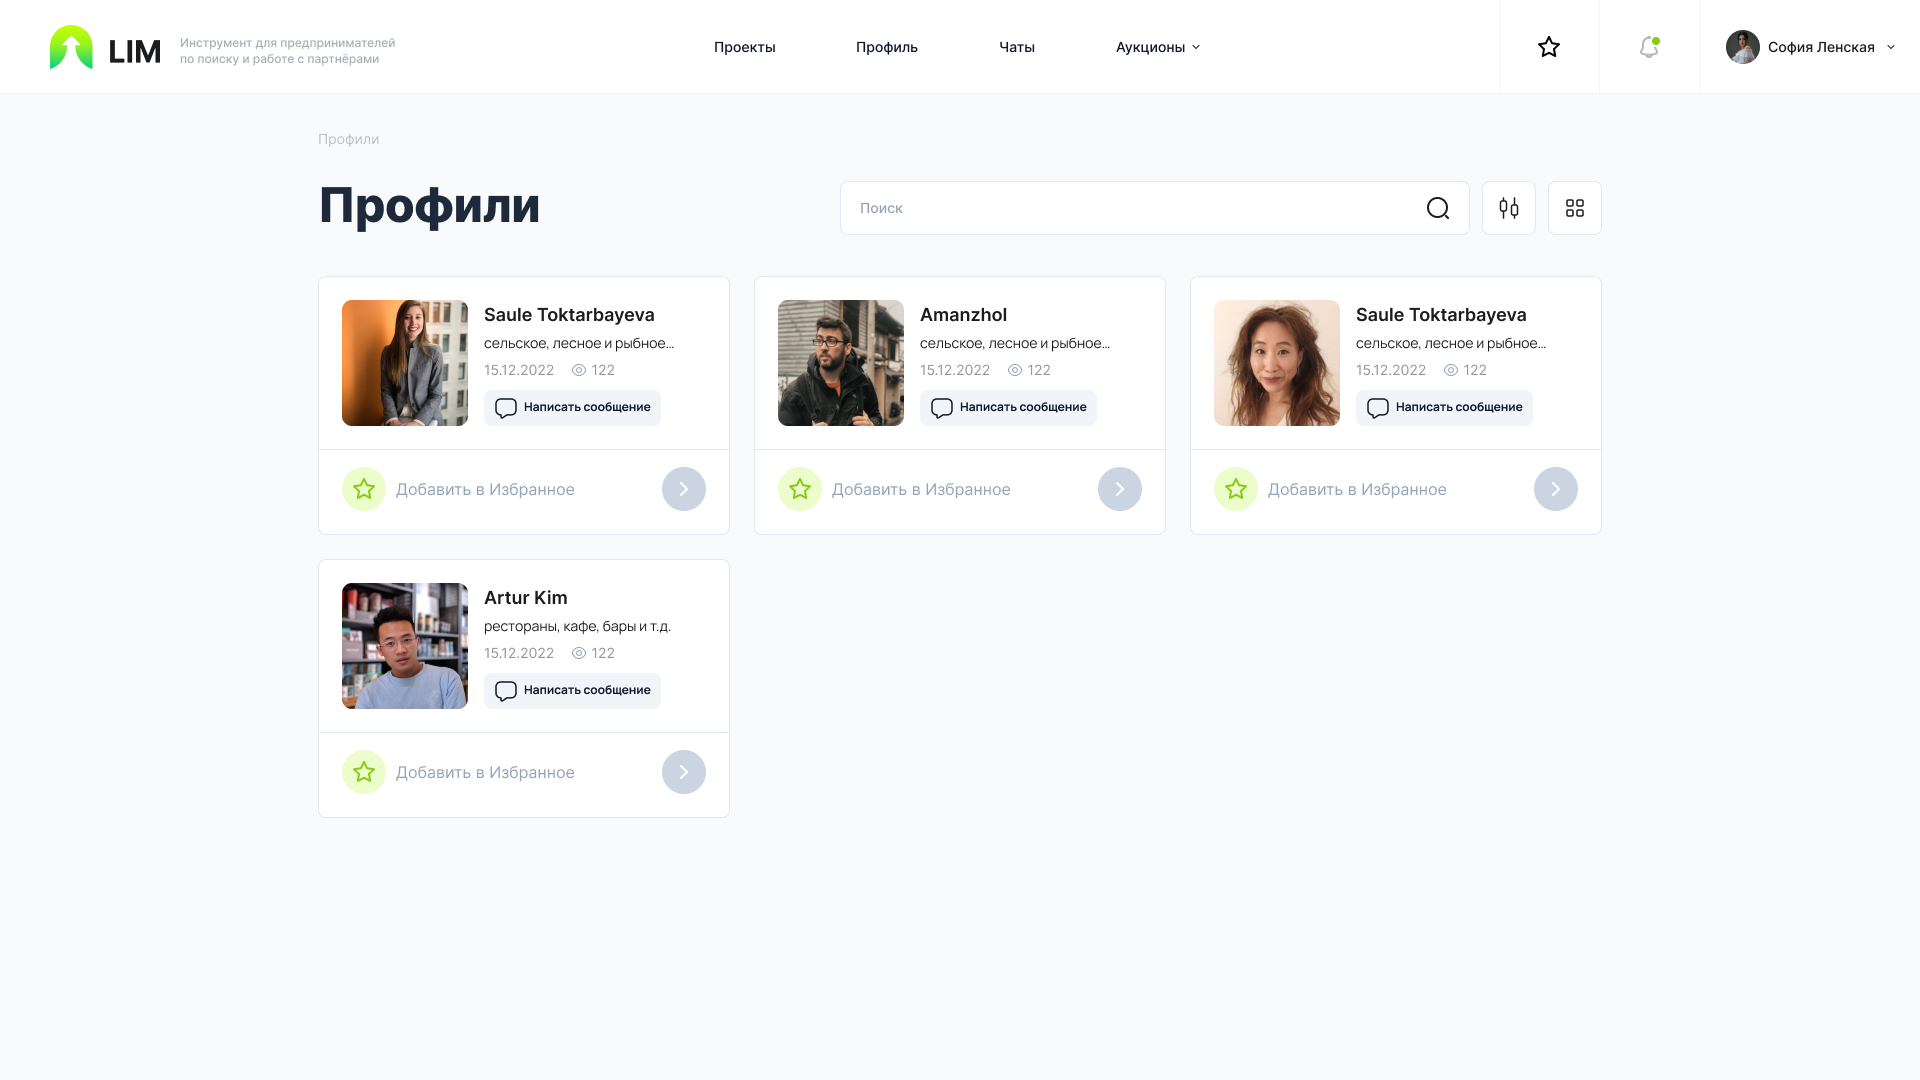 LIM
Инструмент для предпринимателей
по поиску и работе с партнёрами
Проекты
Профиль
Чаты
Аукционы
София Ленская
Профили
Профили
Поиск
Saule Toktarbayeva
сельское, лесное и рыбное...
15.12.2022 122
Написать сообщение
Добавить в Избранное
Amanzhol
сельское, лесное и рыбное...
15.12.2022 122
Написать сообщение
Добавить в Избранное
Saule Toktarbayeva
сельское, лесное и рыбное...
15.12.2022 122
Написать сообщение
Добавить в Избранное
Artur Kim
рестораны, кафе, бары и т.д.
15.12.2022 122
Написать сообщение
Добавить в Избранное